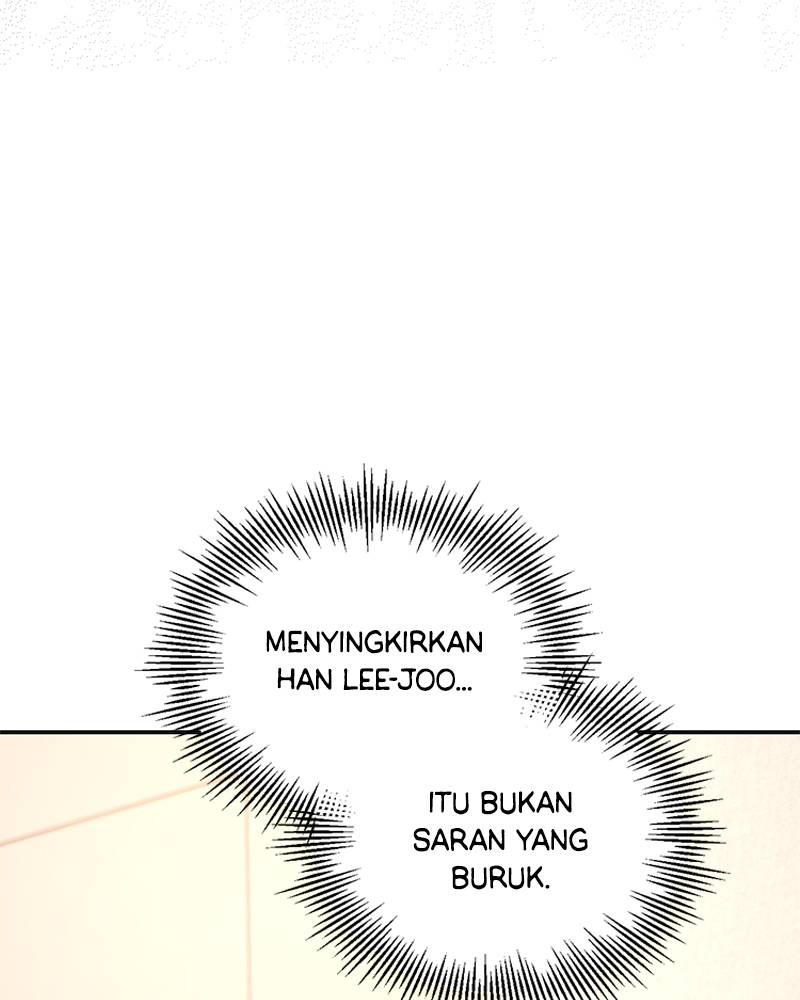 MENYINGKIRKAN
HAN LEE-JOO...
ITU BUKAN
SARAN YANG
BURUK.